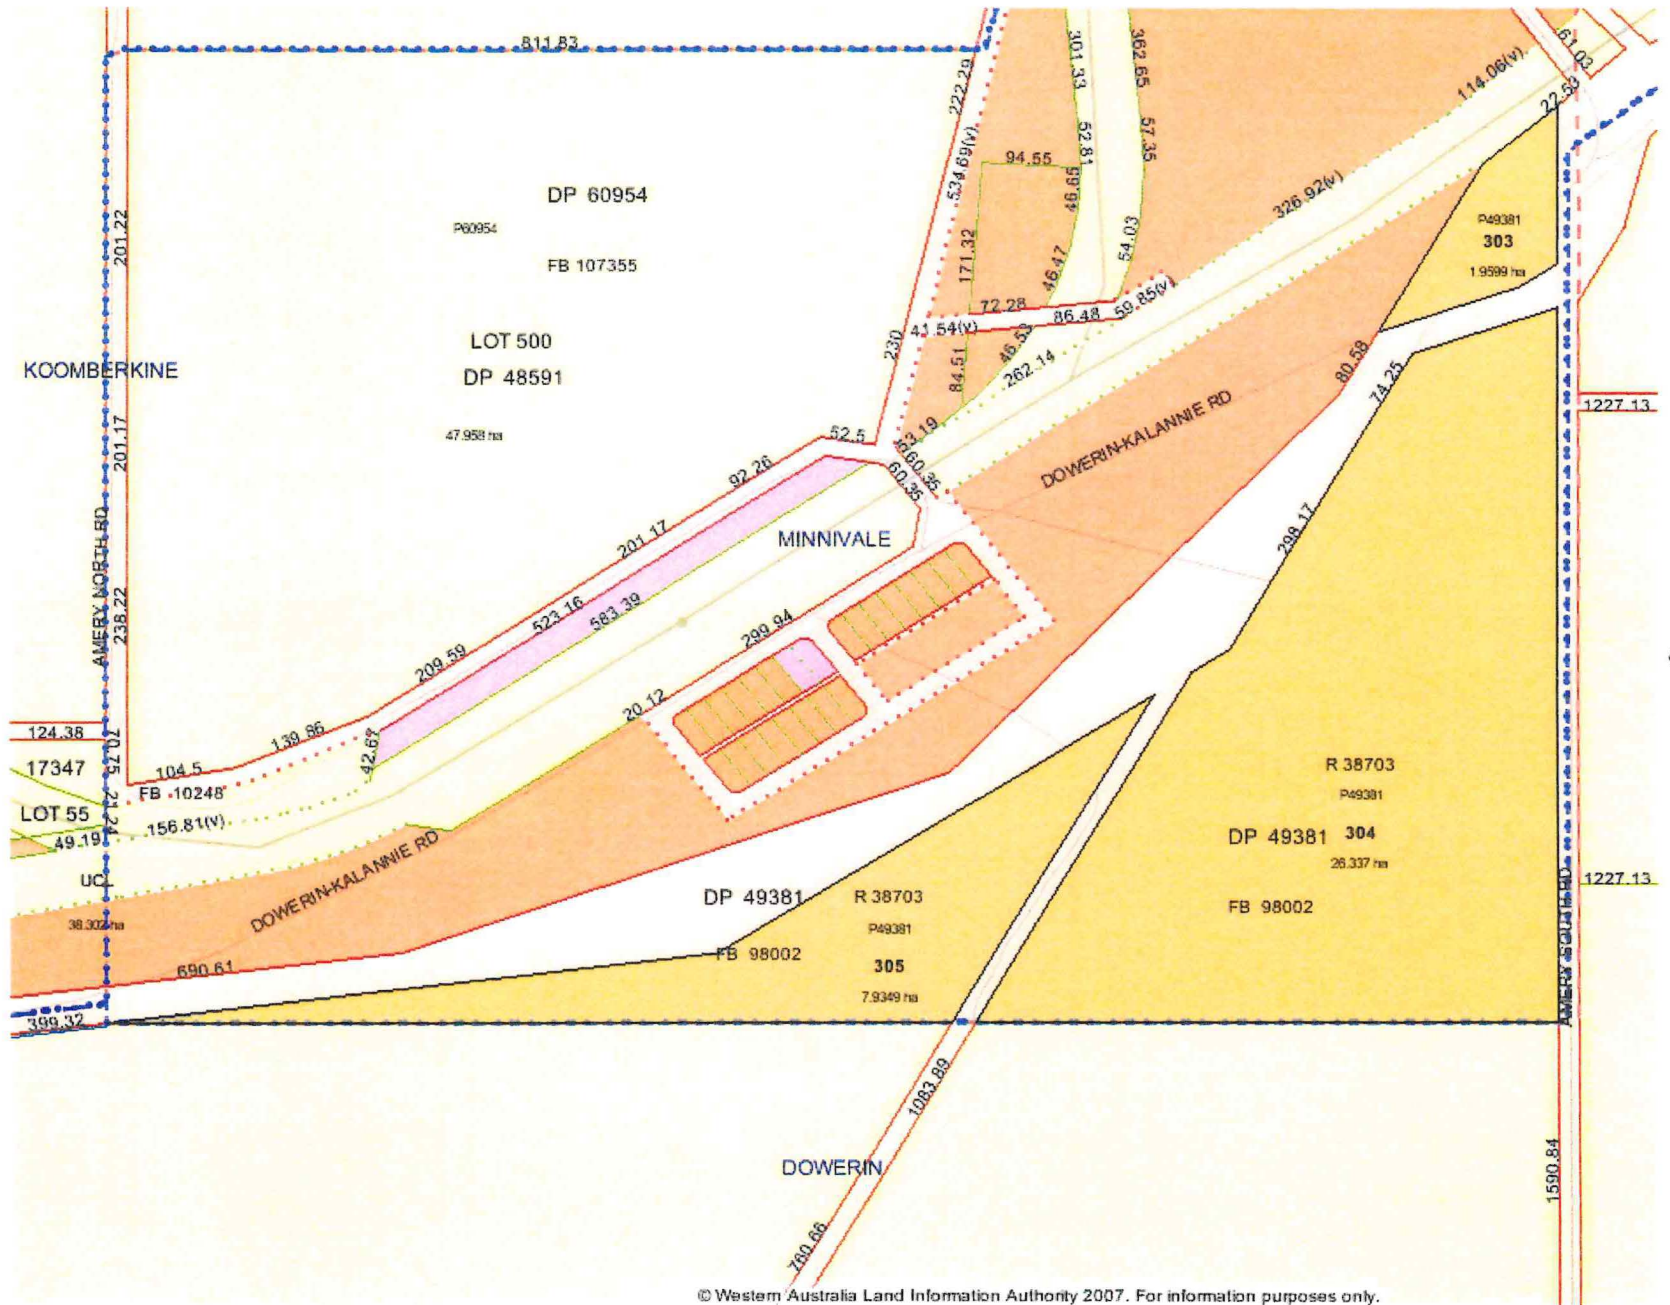 811.83
222.29
534.69(v)
301.33
362.65
52.81
57.35
114.06(v)
61.03
22.53
94.55
46.65
46.47
54.03
171.32
326.92(v)
201.22
DP 60954
P60954
FB 107355
P49381
303
1.9599 ha
72.28
86.48
59.85(v)
41.54(v)
46.53
84.51
262.14
230
LOT 500
DP 48591
KOOMBERKINE
47.958 ha
201.17
80.58
74.25
1227.13
DOWERIN-KALANNIE RD
52.5
53.19
60.35
60.35
92.26
201.17
523.16
583.39
209.59
MINNIVALE
298.17
AMERY NORTH RD
238.22
299.94
20.12
42.67
139.86
104.5
124.38
70.75
17347
FB 10248
21.24
LOT 55
156.81(v)
49.19
UCL
DOWERIN-KALANNIE RD
38.302 ha
690.61
399.32
R 38703
P49381
DP 49381 304
26.337 ha
FB 98002
1227.13
DP 49381
R 38703
P49381
FB 98002
305
7.9349 ha
AMERY SOUTH RD
1083.89
DOWERIN
760.66
1590.84
© Western Australia Land Information Authority 2007. For information purposes only.